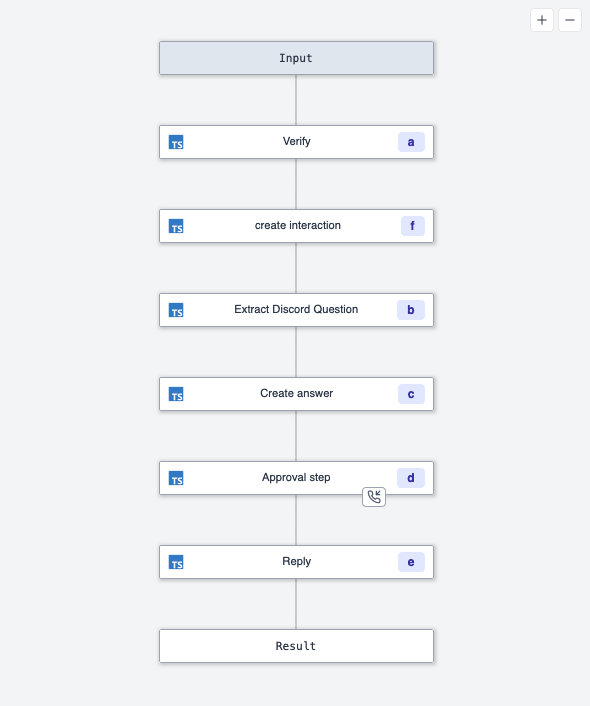 Input
TS Verify a
TS create interaction f
TS Extract Discord Question b
TS Create answer c
TS Approval step d
TS Reply e
Result